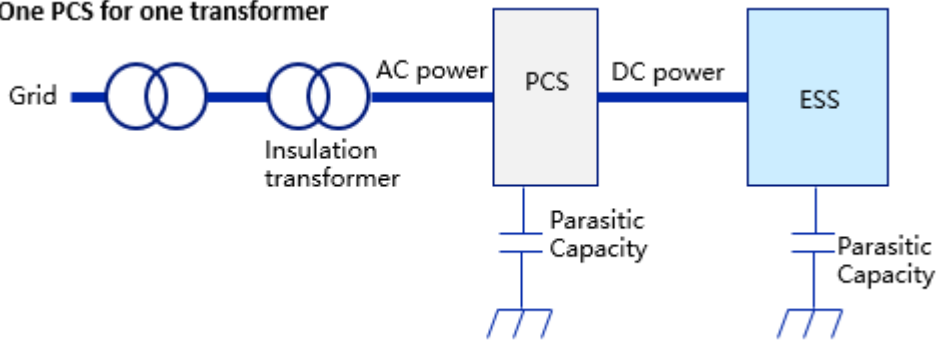 One PCS for one transformer
Grid
Insulation
transformer
AC power
PCS
DC power
ESS
Parasitic
Capacity
Parasitic
Capacity